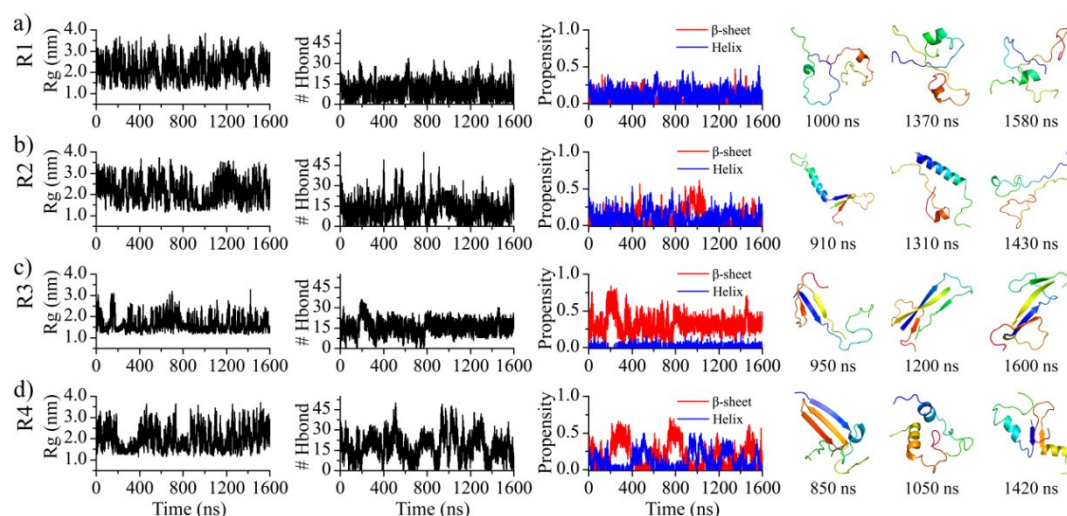 a)
R1
Rg (nm)
4.0
3.0
2.0
1.0
0 400 800 1200 1600
# Hbond
45
30
15
0
0 400 800 1200 1600
Propensity
1.0
0.5
0.0
β-sheet
Helix
0 400 800 1200 1600
1000 ns 1370 ns 1580 ns
b)
R2
Rg (nm)
4.0
3.0
2.0
1.0
0 400 800 1200 1600
# Hbond
45
30
15
0
0 400 800 1200 1600
Propensity
1.0
0.5
0.0
β-sheet
Helix
0 400 800 1200 1600
910 ns 1310 ns 1430 ns
c)
R3
Rg (nm)
4.0
3.0
2.0
1.0
0 400 800 1200 1600
# Hbond
45
30
15
0
0 400 800 1200 1600
Propensity
1.0
0.5
0.0
β-sheet
Helix
0 400 800 1200 1600
950 ns 1200 ns 1600 ns
d)
R4
Rg (nm)
4.0
3.0
2.0
1.0
0 400 800 1200 1600
Time (ns)
# Hbond
45
30
15
0
0 400 800 1200 1600
Time (ns)
Propensity
1.0
0.5
0.0
β-sheet
Helix
0 400 800 1200 1600
Time (ns)
850 ns 1050 ns 1420 ns